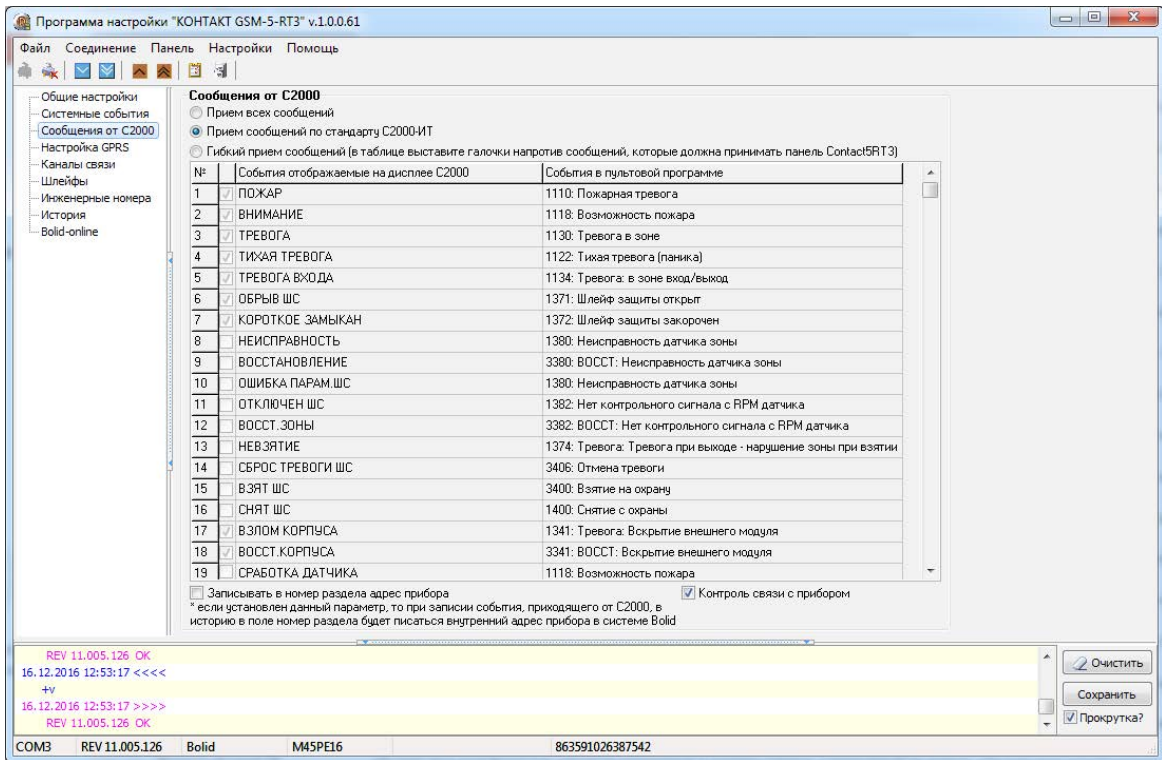 Программа настройки "КОНТАКТ GSM-5-RT3" v.1.0.0.61
Файл Соединение Панель Настройки Помощь
Общие настройки
Системные события
Сообщения от С2000
Настройка GPRS
Каналы связи
Шлейфы
Инженерные номера
История
Bolid-online
Сообщения от С2000
Прием всех сообщений
Прием сообщений по стандарту С2000-ИТ
Гибкий прием сообщений (в таблице выставите галочки напротив сообщений, которые должна принимать панель Contact5RT3)
№ События отображаемые на дисплее С2000 События в пультовой программе
1 ПОЖАР 1110: Пожарная тревога
2 ВНИМАНИЕ 1118: Возможность пожара
3 ТРЕВОГА 1130: Тревога в зоне
4 ТИХАЯ ТРЕВОГА 1122: Тихая тревога (паника)
5 ТРЕВОГА ВХОДА 1134: Тревога: в зоне вход/выход
6 ОБРЫВ ШС 1371: Шлейф защиты открыт
7 КОРОТКОЕ ЗАМЫКАН 1372: Шлейф защиты закорочен
8 НЕИСПРАВНОСТЬ 1380: Неисправность датчика зоны
9 ВОССТАНОВЛЕНИЕ 3380: ВОССТ: Неисправность датчика зоны
10 ОШИБКА ПАРАМ.ШС 1380: Неисправность датчика зоны
11 ОТКЛЮЧЕН ШС 1382: Нет контрольного сигнала с RPM датчика
12 ВОССТ.ЗОНЫ 3382: ВОССТ: Нет контрольного сигнала с RPM датчика
13 НЕВЗЯТИЕ 1374: Тревога: Тревога при выходе - нарушение зоны при взятии
14 СБРОС ТРЕВОГИ ШС 3406: Отмена тревоги
15 ВЗЯТ ШС 3400: Взятие на охрану
16 СНЯТ ШС 1400: Снятие с охраны
17 ВЗЛОМ КОРПУСА 1341: Тревога: Вскрытие внешнего модуля
18 ВОССТ.КОРПУСА 3341: ВОССТ: Вскрытие внешнего модуля
19 СРАБОТКА ДАТЧИКА 1118: Возможность пожара
Записывать в номер раздела адрес прибора Контроль связи с прибором
* если установлен данный параметр, то при записии события, приходящего от С2000, в
историю в поле номер раздела будет писаться внутренний адрес прибора в системе Bolid
REV 11.005.126 OK
16.12.2016 12:53:17 <<<<
+v
16.12.2016 12:53:17 >>>>
REV 11.005.126 OK
Очистить
Сохранить
Прокрутка?
COM3 REV 11.005.126 Bolid M45PE16 863591026387542